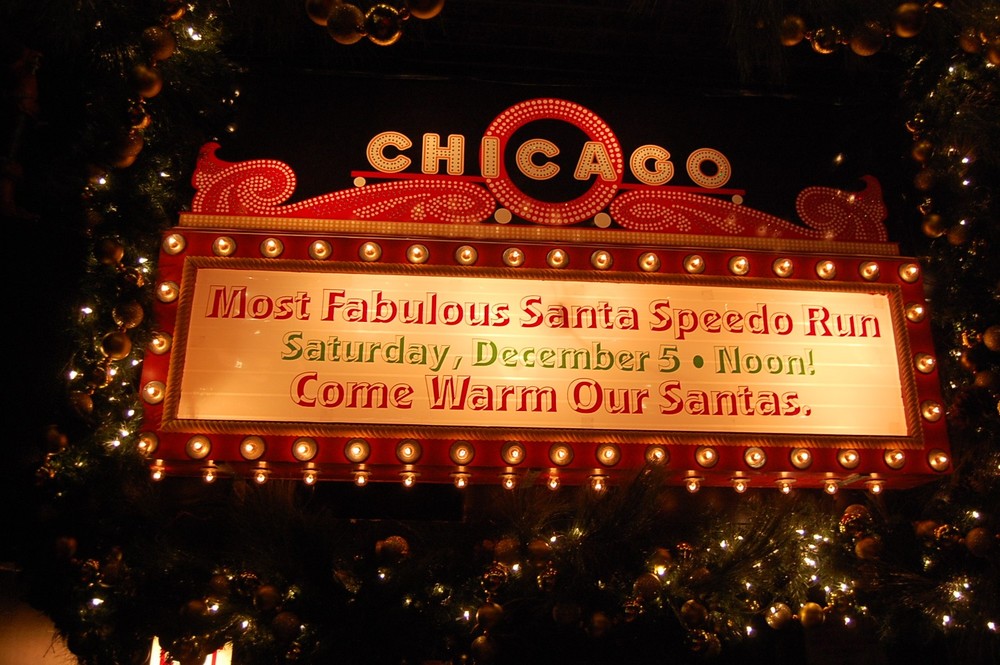 CHICAGO
Most Fabulous Santa Speedo Run
Saturday, December 5 • Noon!
Come Warm Our Santas.